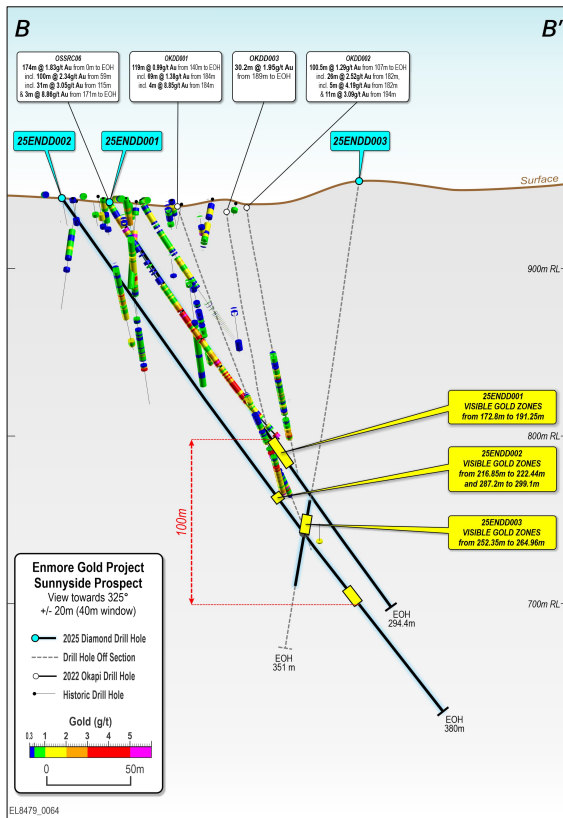 B
B'
OSSRC06
174m @ 1.83g/t Au from 0m to EOH
incl. 100m @ 2.34g/t from 59m
incl. 31m @ 3.05g/t Au from 115m
& 3m @ 8.86g/t Au from 171m to EOH
OKDD001
119m @ 0.99g/t Au from 140m to EOH
incl. 69m @ 1.38g/t Au from 184m
incl. 4m @ 8.85g/t Au from 184m
OKDD003
30.2m @ 1.95g/t Au
from 189m to EOH
OKDD002
100.5m @ 1.29g/t Au from 107m to EOH
incl. 26m @ 2.52g/t Au from 182m,
incl. 5m @ 4.19g/t Au from 182m
& 11m @ 3.09g/t Au from 194m
25ENDD002
25ENDD001
25ENDD003
Surface
900m RL
25ENDD001
VISIBLE GOLD ZONES
from 172.8m to 191.25m
800m RL
25ENDD002
VISIBLE GOLD ZONES
from 216.85m to 222.44m
and 287.2m to 299.1m
100m
25ENDD003
VISIBLE GOLD ZONES
from 252.35m to 264.96m
700m RL
EOH
294.4m
EOH
351 m
EOH
380m
Enmore Gold Project
Sunnyside Prospect
View towards 325°
+/- 20m (40m window)
2025 Diamond Drill Hole
Drill Hole Off Section
2022 Okapi Drill Hole
Historic Drill Hole
Gold (g/t)
0.3 1 2 3 4 5
0 50m
EL8479_0064